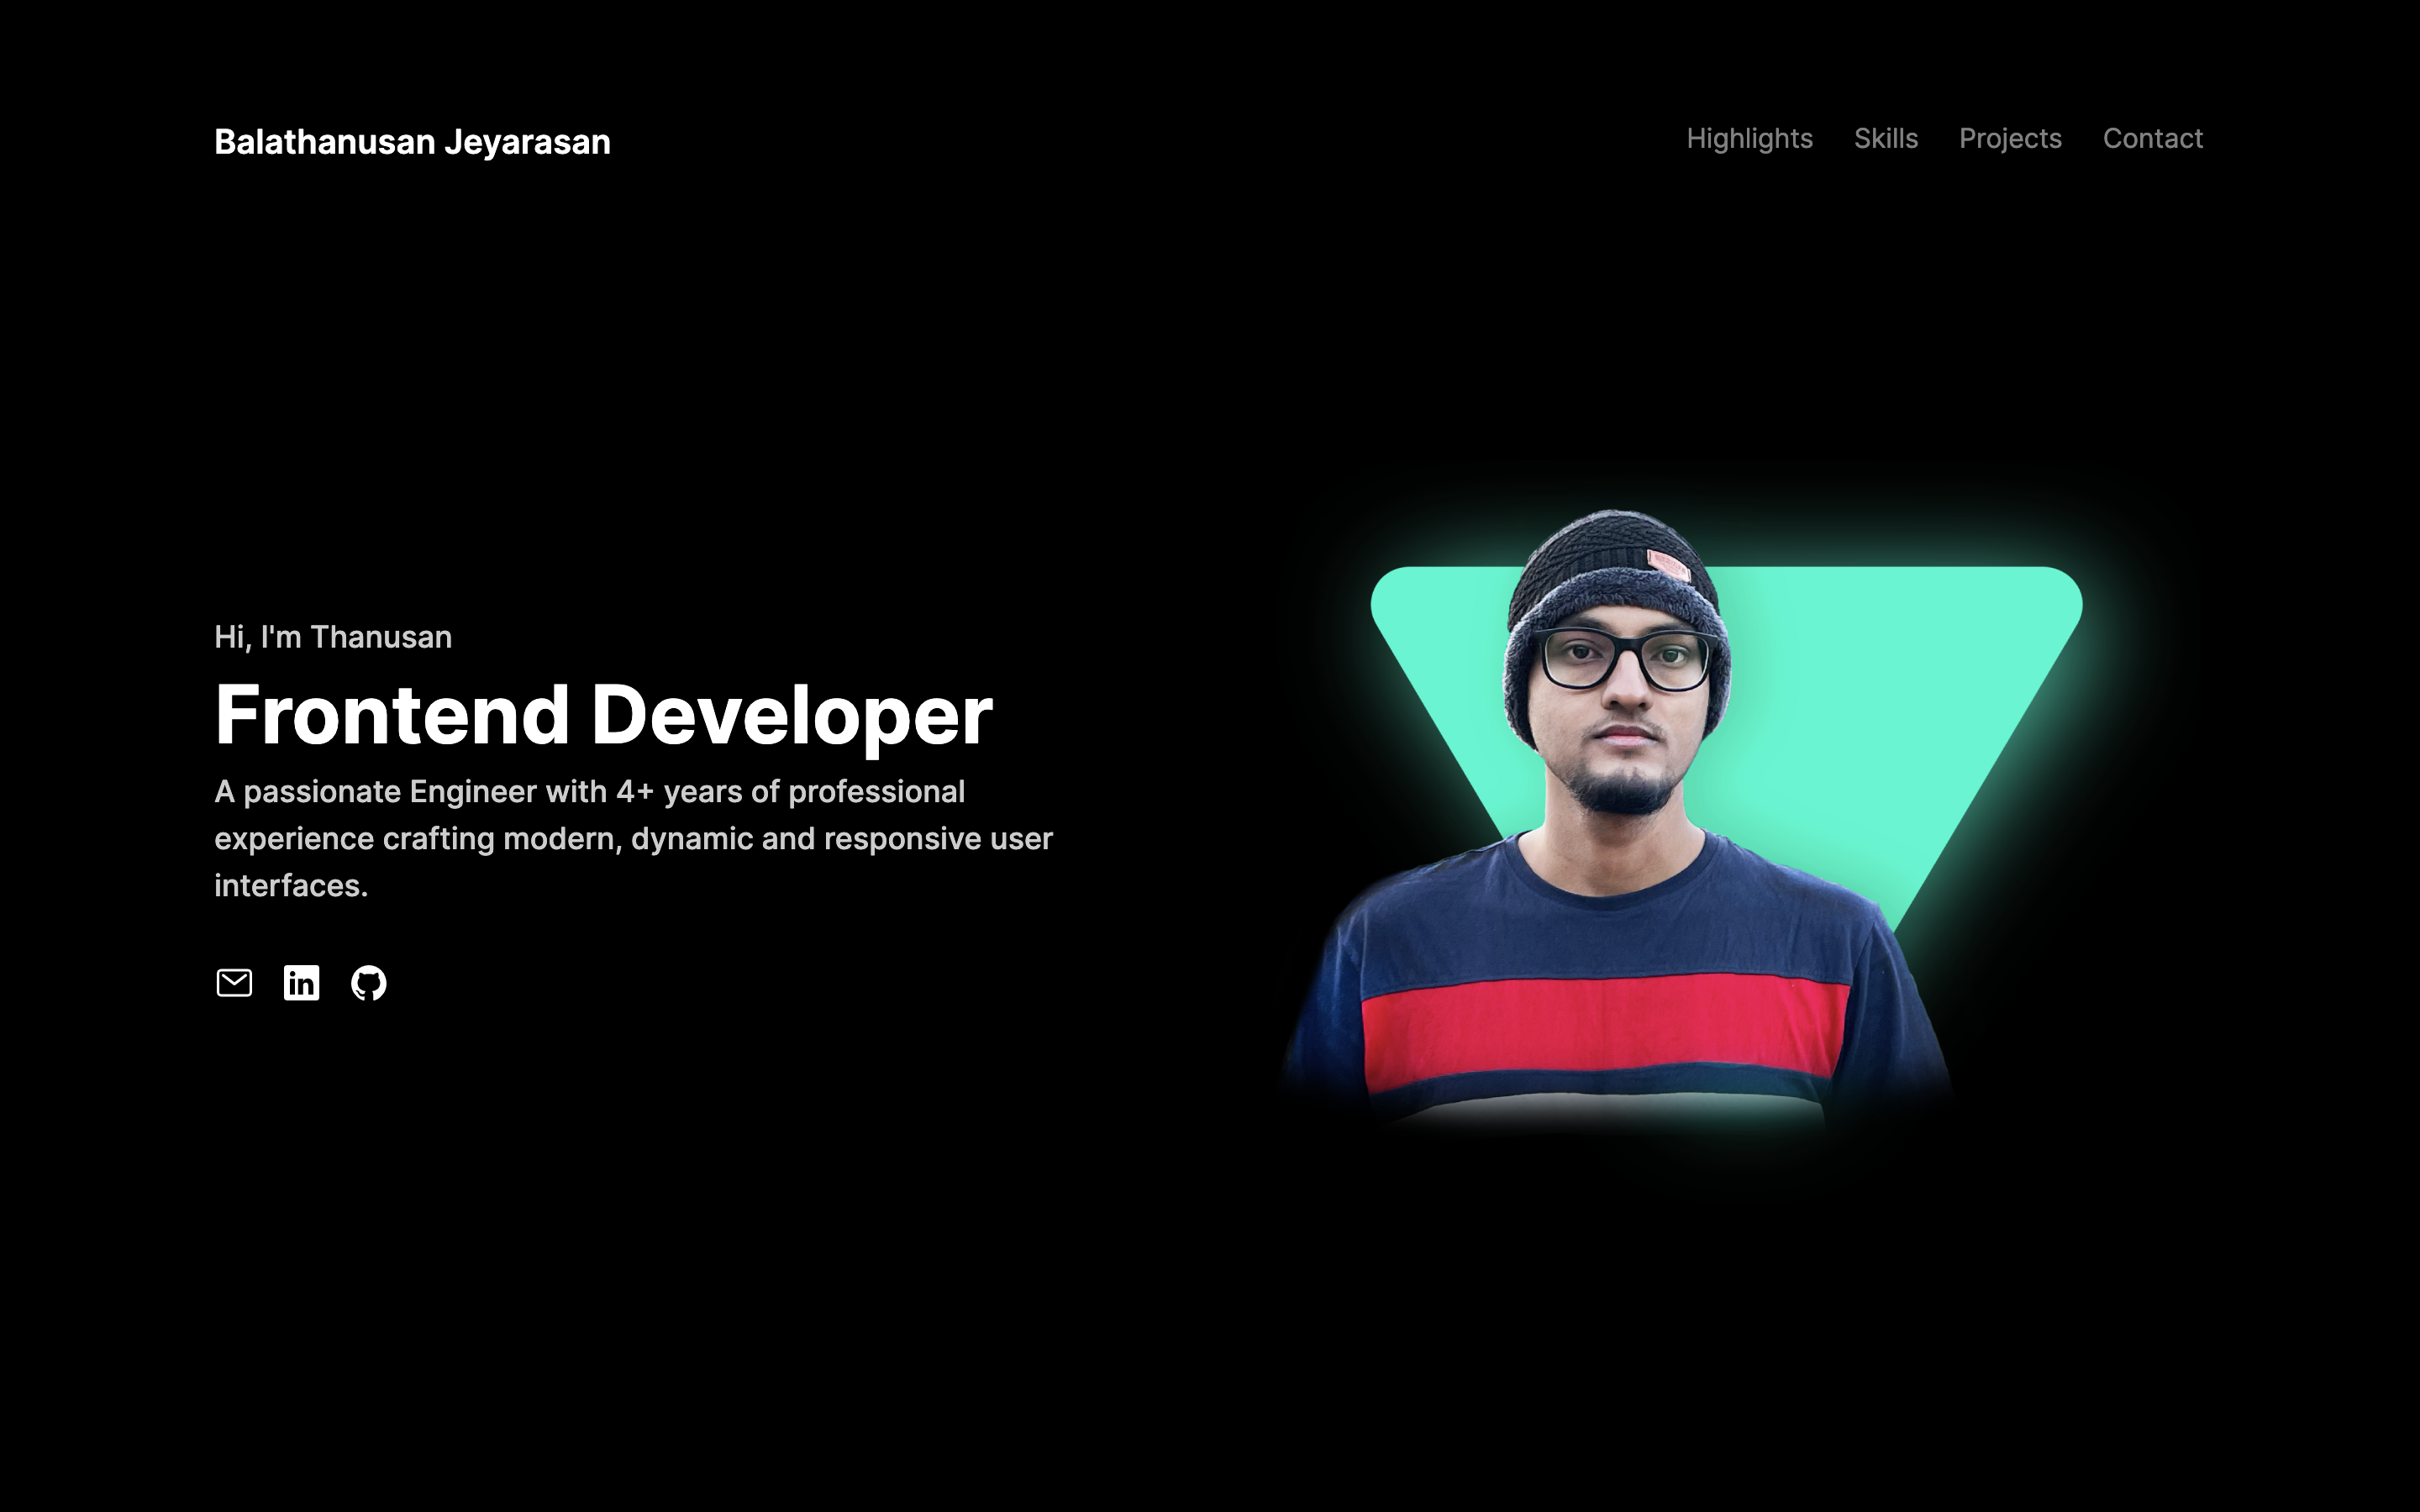 Balathanusan Jeyarasan
Highlights Skills Projects Contact
Hi, I'm Thanusan
Frontend Developer
A passionate Engineer with 4+ years of professional
experience crafting modern, dynamic and responsive user
interfaces.
in